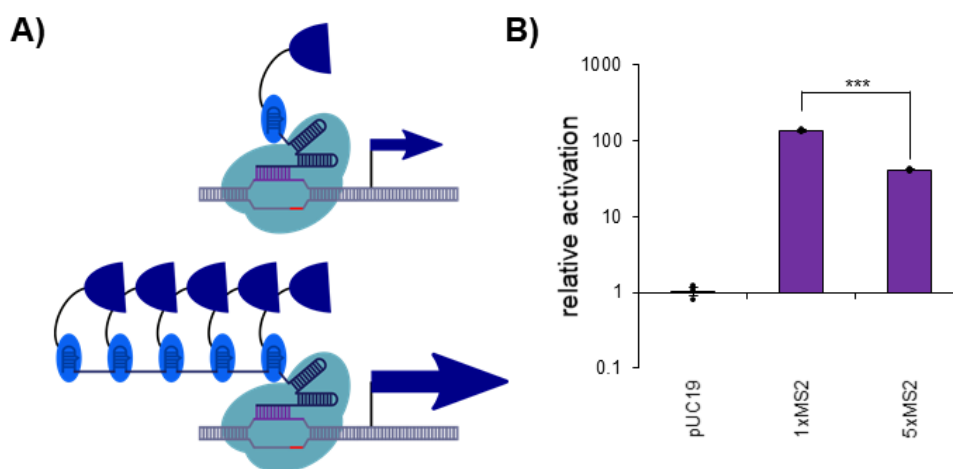 A)
B)
relative activation
1000
100
10
1
0.1
***
pUC19
1xMS2
5xMS2